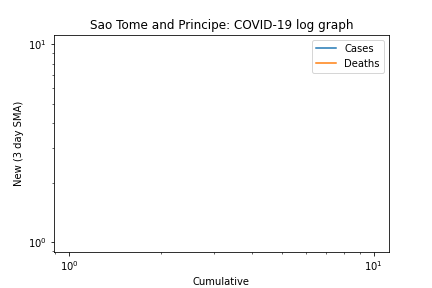 Sao Tome and Principe: COVID-19 log graph
Cases
Deaths
10¹
10⁰
New (3 day SMA)
10⁰
10¹
Cumulative